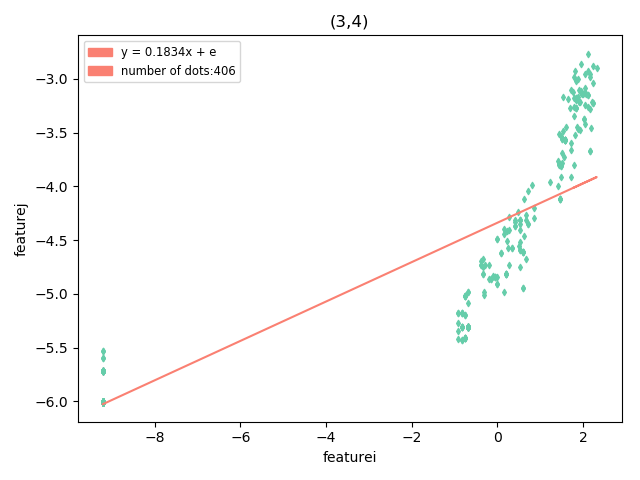 (3,4)
y = 0.1834x + e
number of dots:406
−3.0
−3.5
−4.0
−4.5
−5.0
−5.5
−6.0
featurej
−8 −6 −4 −2 0 2
featurei